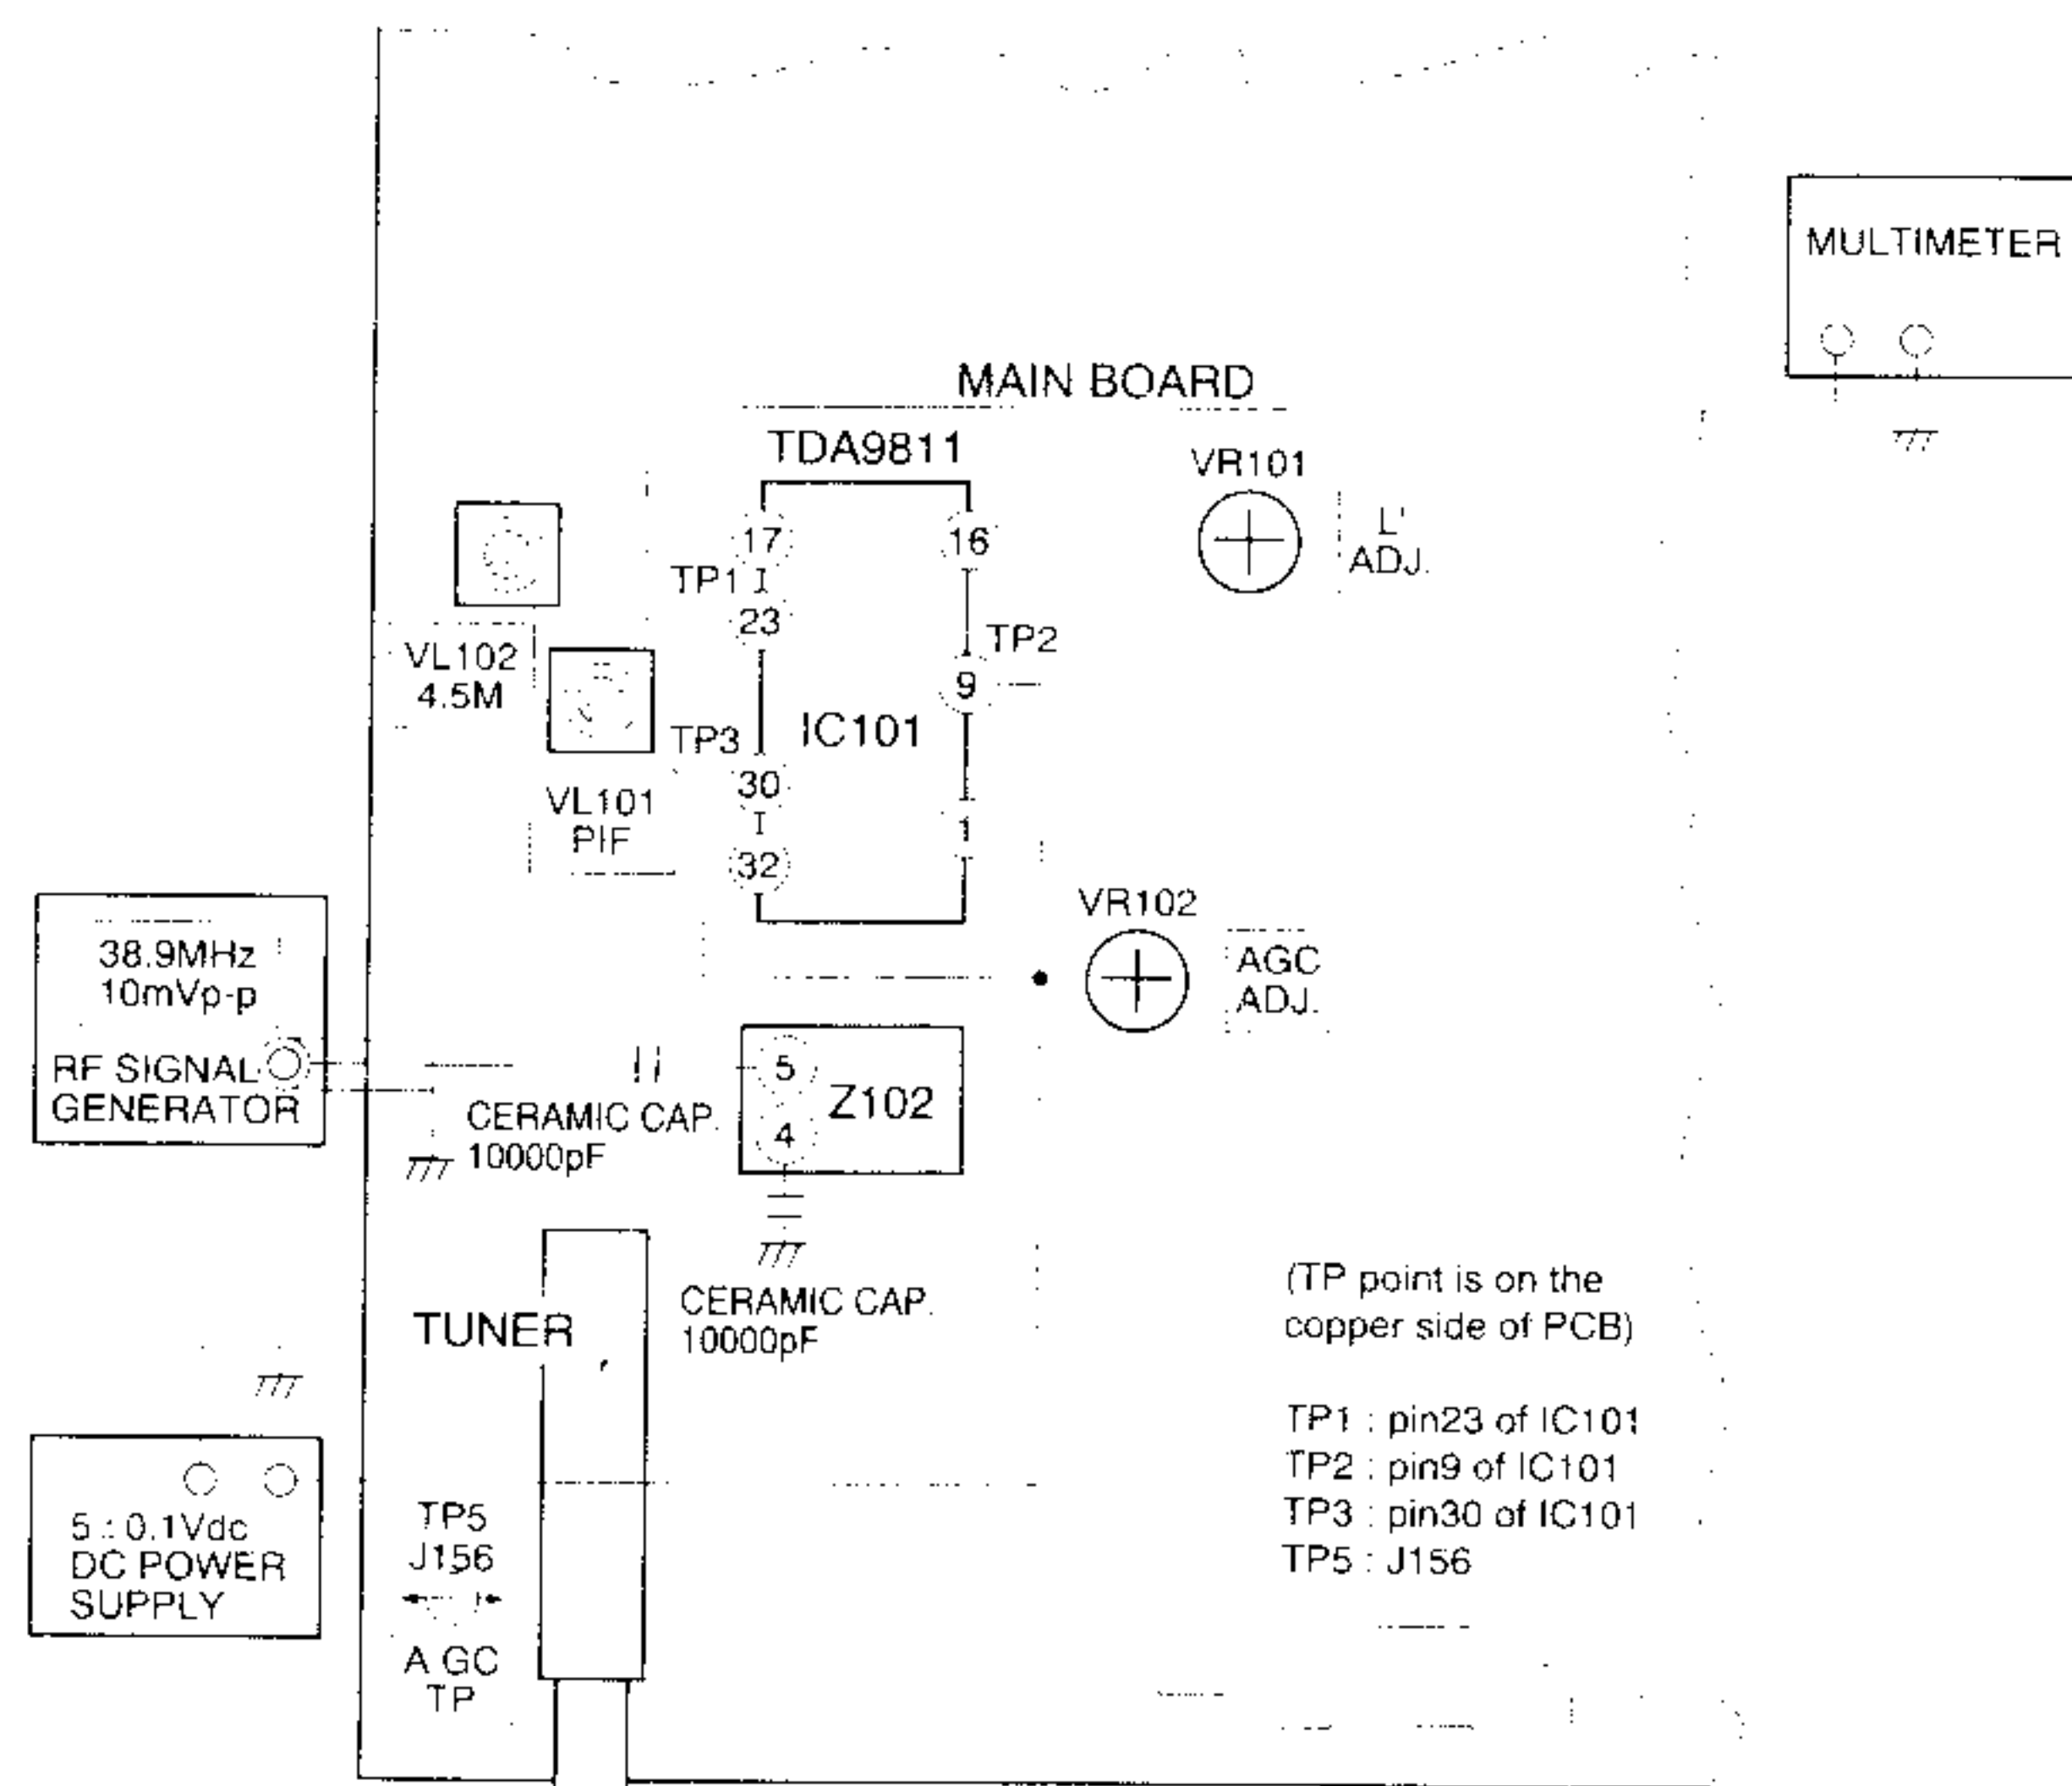 MULTIMETER
MAIN BOARD
TDA9811
VR101
17
16
L'
ADJ.
TP1
23
TP2
VL102
4.5M
9
TP3
IC101
30
VL101
PIF
1
32
VR102
38.9MHz
10mVp-p
AGC
ADJ.
RF SIGNAL
GENERATOR
5
Z102
CERAMIC CAP.
10000pF
4
TUNER
CERAMIC CAP.
10000pF
(TP point is on the
copper side of PCB)
TP1 : pin23 of IC101
TP2 : pin9 of IC101
TP3 : pin30 of IC101
TP5 : J156
TP5
J156
5 ± 0.1Vdc
DC POWER
SUPPLY
A GC
TP